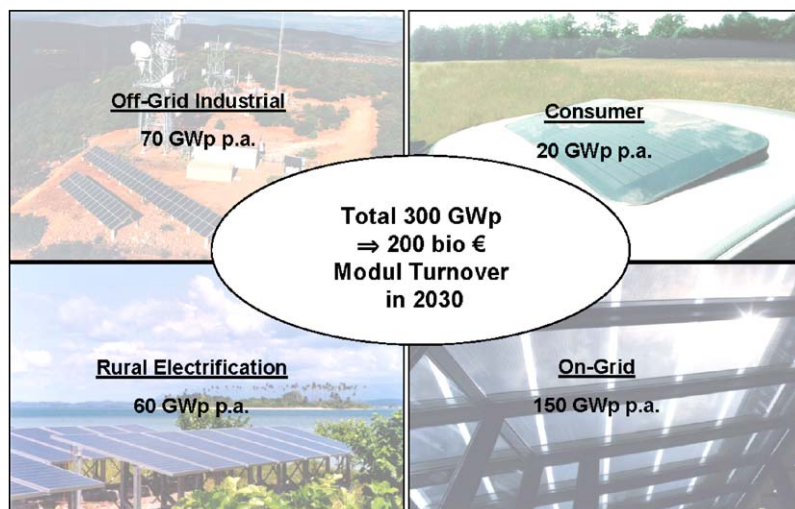 Off-Grid Industrial
70 GWp p.a.
Consumer
20 GWp p.a.
Total 300 GWp
⇒ 200 bio €
Modul Turnover
in 2030
Rural Electrification
60 GWp p.a.
On-Grid
150 GWp p.a.